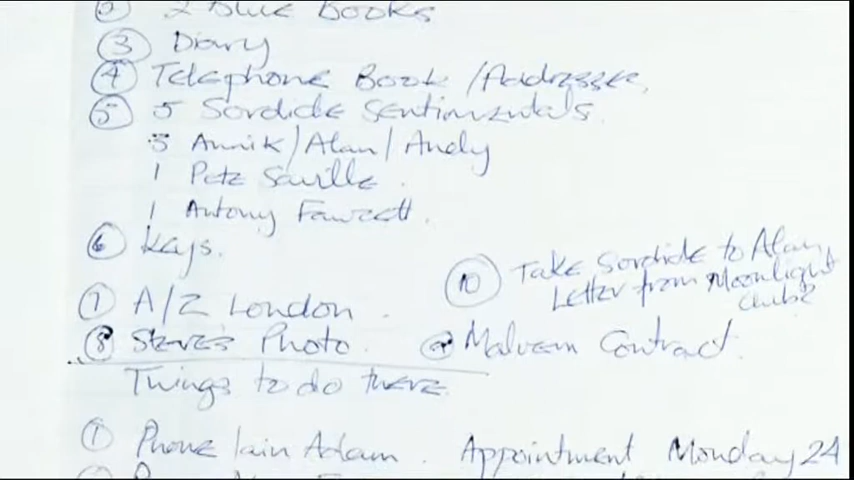 ② 2 Blue Books
③ Diary
④ Telephone Book / Addresses,
⑤ 5 Sordide Sentimentals.
3 Annik / Alan / Andy
1 Pete Saville.
1 Antony Fawcett.
⑥ Keys.
⑦ A/Z London.
⑧ Steve's Photo.
⑨ Malvern Contract.
⑩ Take Sordide to Alan,
Letter from Moonlight
Club?
Things to do there.
① Phone Iain Adam. Appointment Monday 24